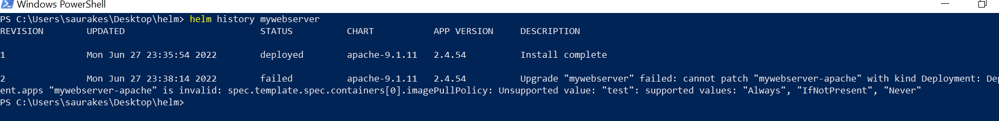 Windows PowerShell
PS C:\Users\saurakes\Desktop\helm> helm history mywebserver
REVISION UPDATED STATUS CHART APP VERSION DESCRIPTION
1 Mon Jun 27 23:35:54 2022 deployed apache-9.1.11 2.4.54 Install complete
2 Mon Jun 27 23:38:14 2022 failed apache-9.1.11 2.4.54 Upgrade "mywebserver" failed: cannot patch "mywebserver-apache" with kind Deployment: Dep
ent.apps "mywebserver-apache" is invalid: spec.template.spec.containers[0].imagePullPolicy: Unsupported value: "test": supported values: "Always", "IfNotPresent", "Never"
PS C:\Users\saurakes\Desktop\helm>